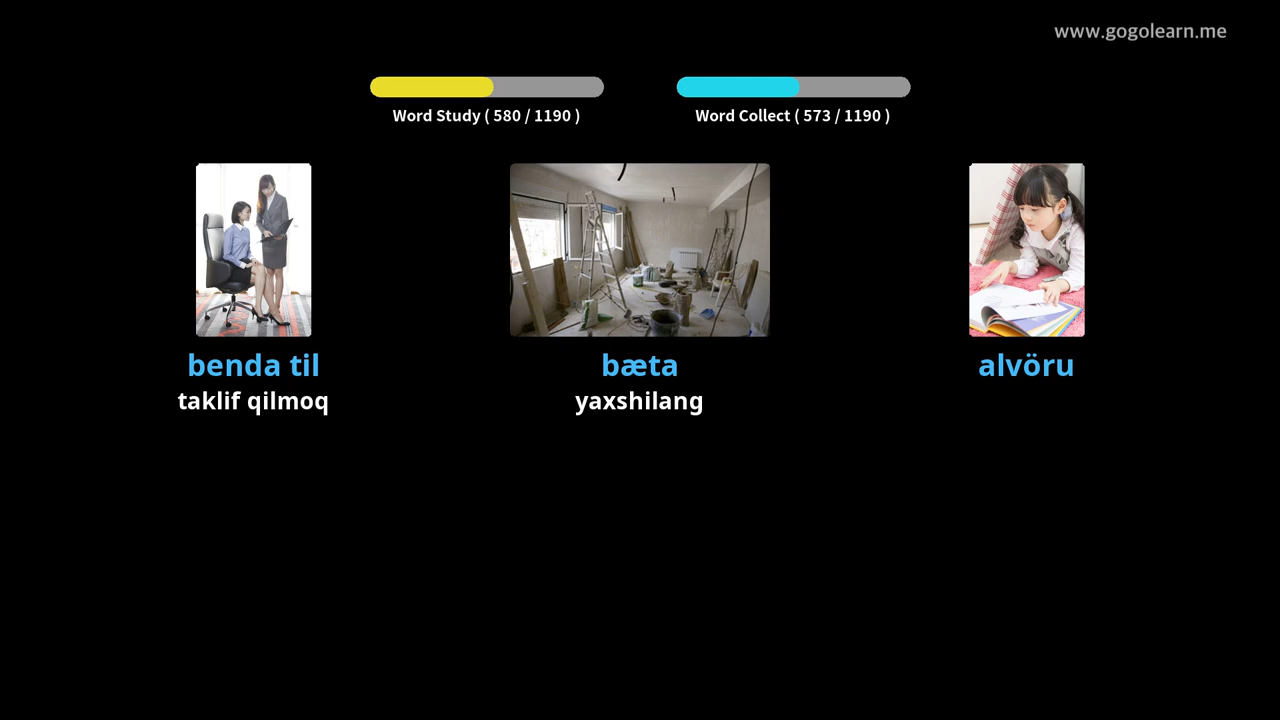 www.gogolearn.me
Word Study ( 580 / 1190 )
Word Collect ( 573 / 1190 )
benda til
taklif qilmoq
bæta
yaxshilang
alvöru